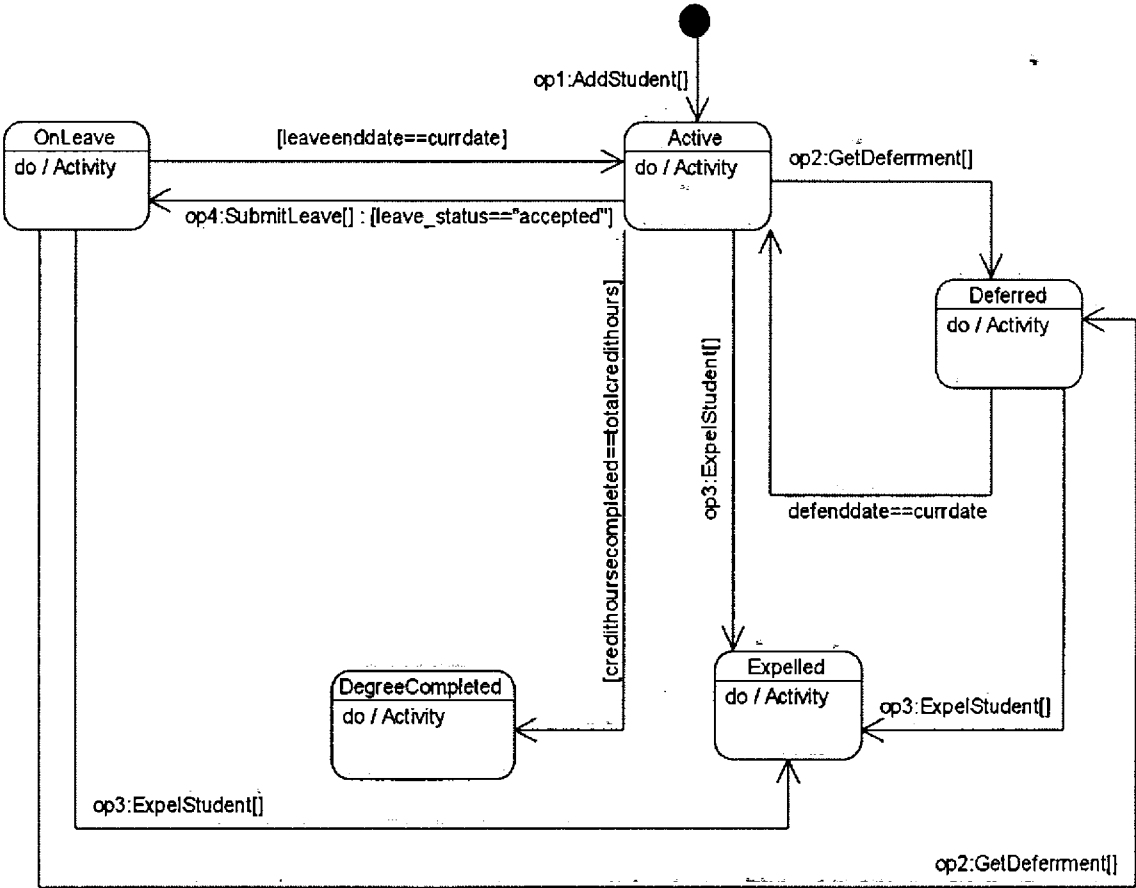 op1:AddStudent[]
OnLeave
do / Activity
[leaveenddate==currdate]
Active
do / Activity
op2:GetDeferrment[]
op4:SubmitLeave[] : [leave_status=="accepted"]
Deferred
do / Activity
[credithoursecompleted==totalcredithours]
op3:ExpelStudent[]
defenddate==currdate
DegreeCompleted
do / Activity
Expelled
do / Activity
op3:ExpelStudent[]
op3:ExpelStudent[]
op2:GetDeferrment[]